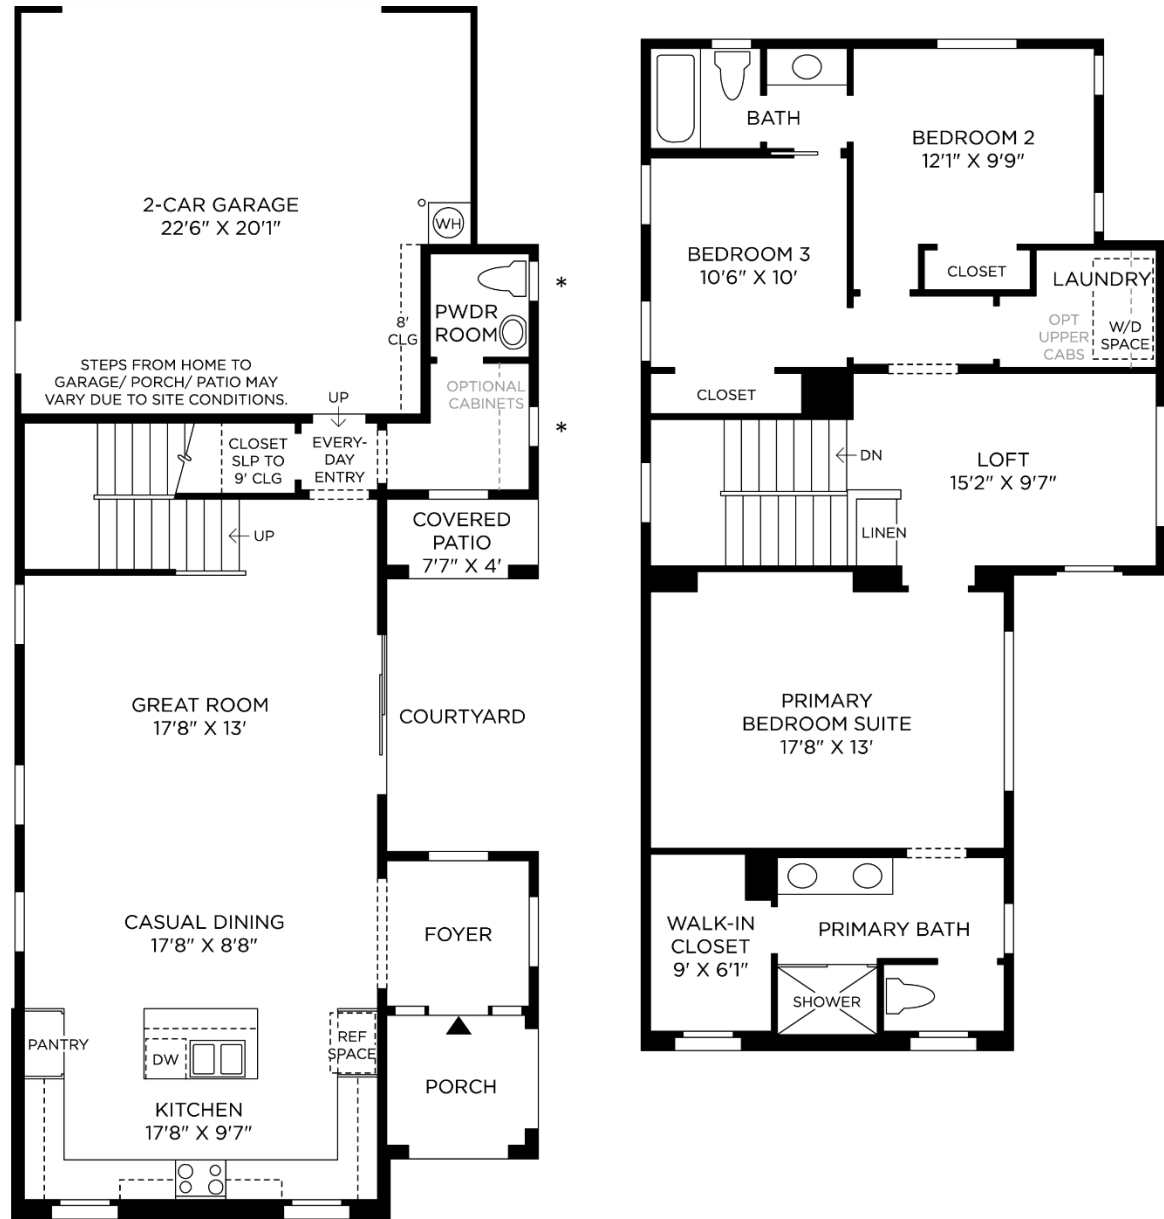 2-CAR GARAGE
22'6" X 20'1"
WH
8'
CLG
PWDR
ROOM
*
STEPS FROM HOME TO
GARAGE/ PORCH/ PATIO MAY
VARY DUE TO SITE CONDITIONS.
UP
OPTIONAL
CABINETS
*
CLOSET
SLP TO
9' CLG
EVERY-
DAY
ENTRY
UP
COVERED
PATIO
7'7" X 4'
GREAT ROOM
17'8" X 13'
COURTYARD
CASUAL DINING
17'8" X 8'8"
FOYER
PANTRY
DW
REF
SPACE
PORCH
KITCHEN
17'8" X 9'7"
BATH
BEDROOM 2
12'1" X 9'9"
BEDROOM 3
10'6" X 10'
CLOSET
LAUNDRY
OPT
UPPER
CABS
W/D
SPACE
CLOSET
DN
LOFT
15'2" X 9'7"
LINEN
PRIMARY
BEDROOM SUITE
17'8" X 13'
WALK-IN
CLOSET
9' X 6'1"
PRIMARY BATH
SHOWER